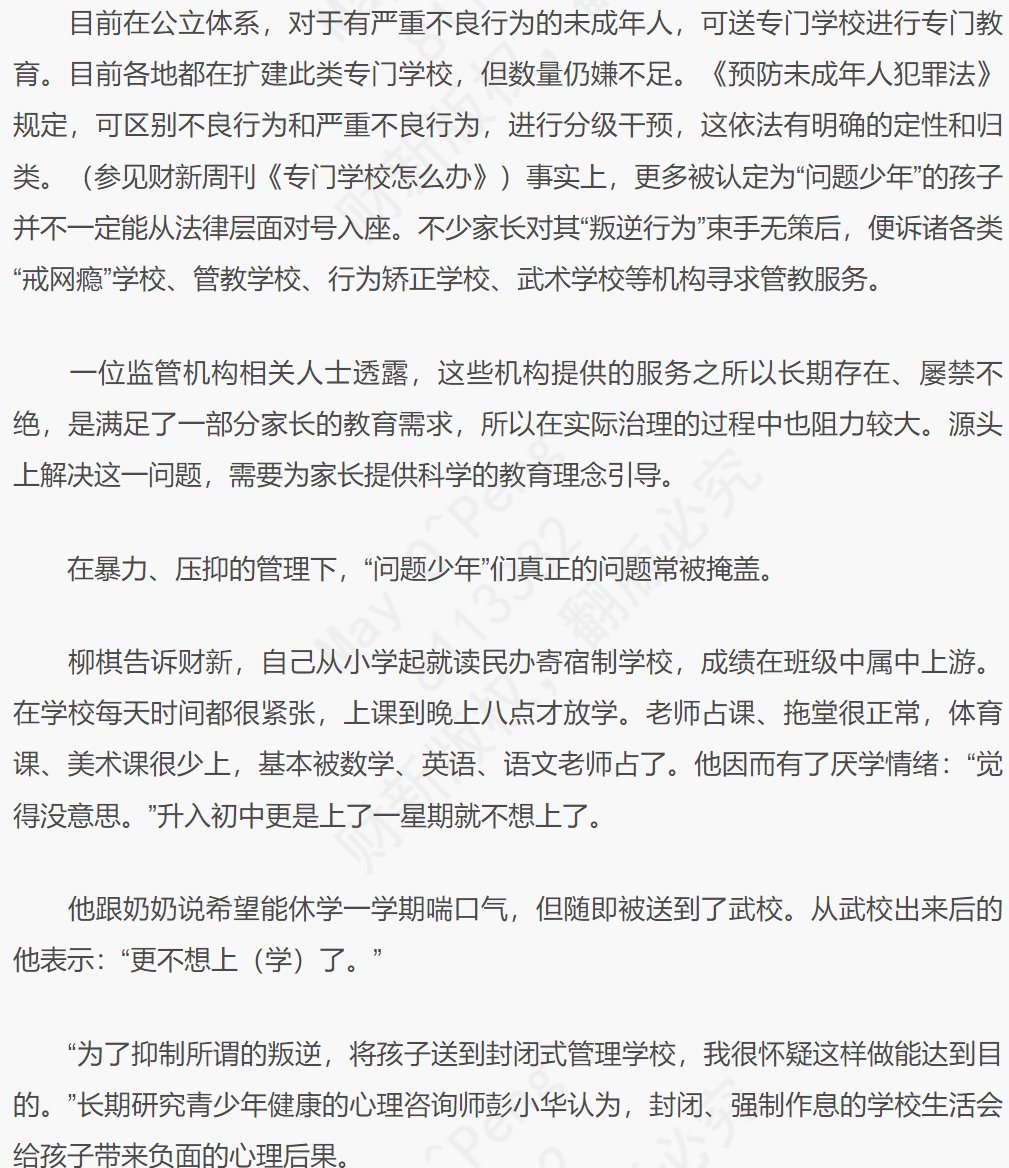 目前在公立体系，对于有严重不良行为的未成年人，可送专门学校进行专门教
育。目前各地都在扩建此类专门学校，但数量仍嫌不足。《预防未成年人犯罪法》
规定，可区别不良行为和严重不良行为，进行分级干预，这依法有明确的定性和归
类。（参见财新周刊《专门学校怎么办》）事实上，更多被认定为“问题少年”的孩子
并不一定能从法律层面对号入座。不少家长对其“叛逆行为”束手无策后，便诉诸各类
“戒网瘾”学校、管教学校、行为矫正学校、武术学校等机构寻求管教服务。
一位监管机构相关人士透露，这些机构提供的服务之所以长期存在、屡禁不
绝，是满足了一部分家长的教育需求，所以在实际治理的过程中也阻力较大。源头
上解决这一问题，需要为家长提供科学的教育理念引导。
在暴力、压抑的管理下，“问题少年”们真正的问题常被掩盖。
柳棋告诉财新，自己从小学起就读民办寄宿制学校，成绩在班级中属中上游。
在学校每天时间都很紧张，上课到晚上八点才放学。老师占课、拖堂很正常，体育
课、美术课很少上，基本被数学、英语、语文老师占了。他因而有了厌学情绪：“觉
得没意思。”升入初中更是上了一星期就不想上了。
他跟奶奶说希望能休学一学期喘口气，但随即被送到了武校。从武校出来后的
他表示：“更不想上（学）了。”
“为了抑制所谓的叛逆，将孩子送到封闭式管理学校，我很怀疑这样做能达到目
的。”长期研究青少年健康的心理咨询师彭小华认为，封闭、强制作息的学校生活会
给孩子带来负面的心理后果。
财新版权，翻版必究